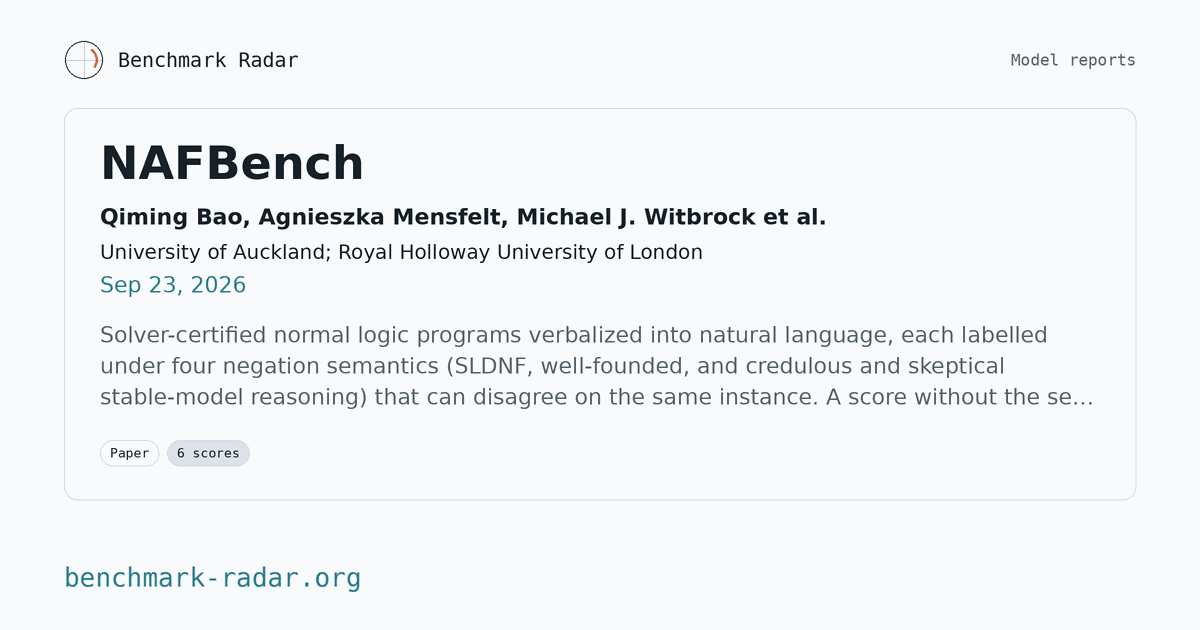 Benchmark Radar
Model reports
NAFBench
Qiming Bao, Agnieszka Mensfelt, Michael J. Witbrock et al.
University of Auckland; Royal Holloway University of London
Sep 23, 2026
Solver-certified normal logic programs verbalized into natural language, each labelled
under four negation semantics (SLDNF, well-founded, and credulous and skeptical
stable-model reasoning) that can disagree on the same instance. A score without the se…
Paper
6 scores
benchmark-radar.org